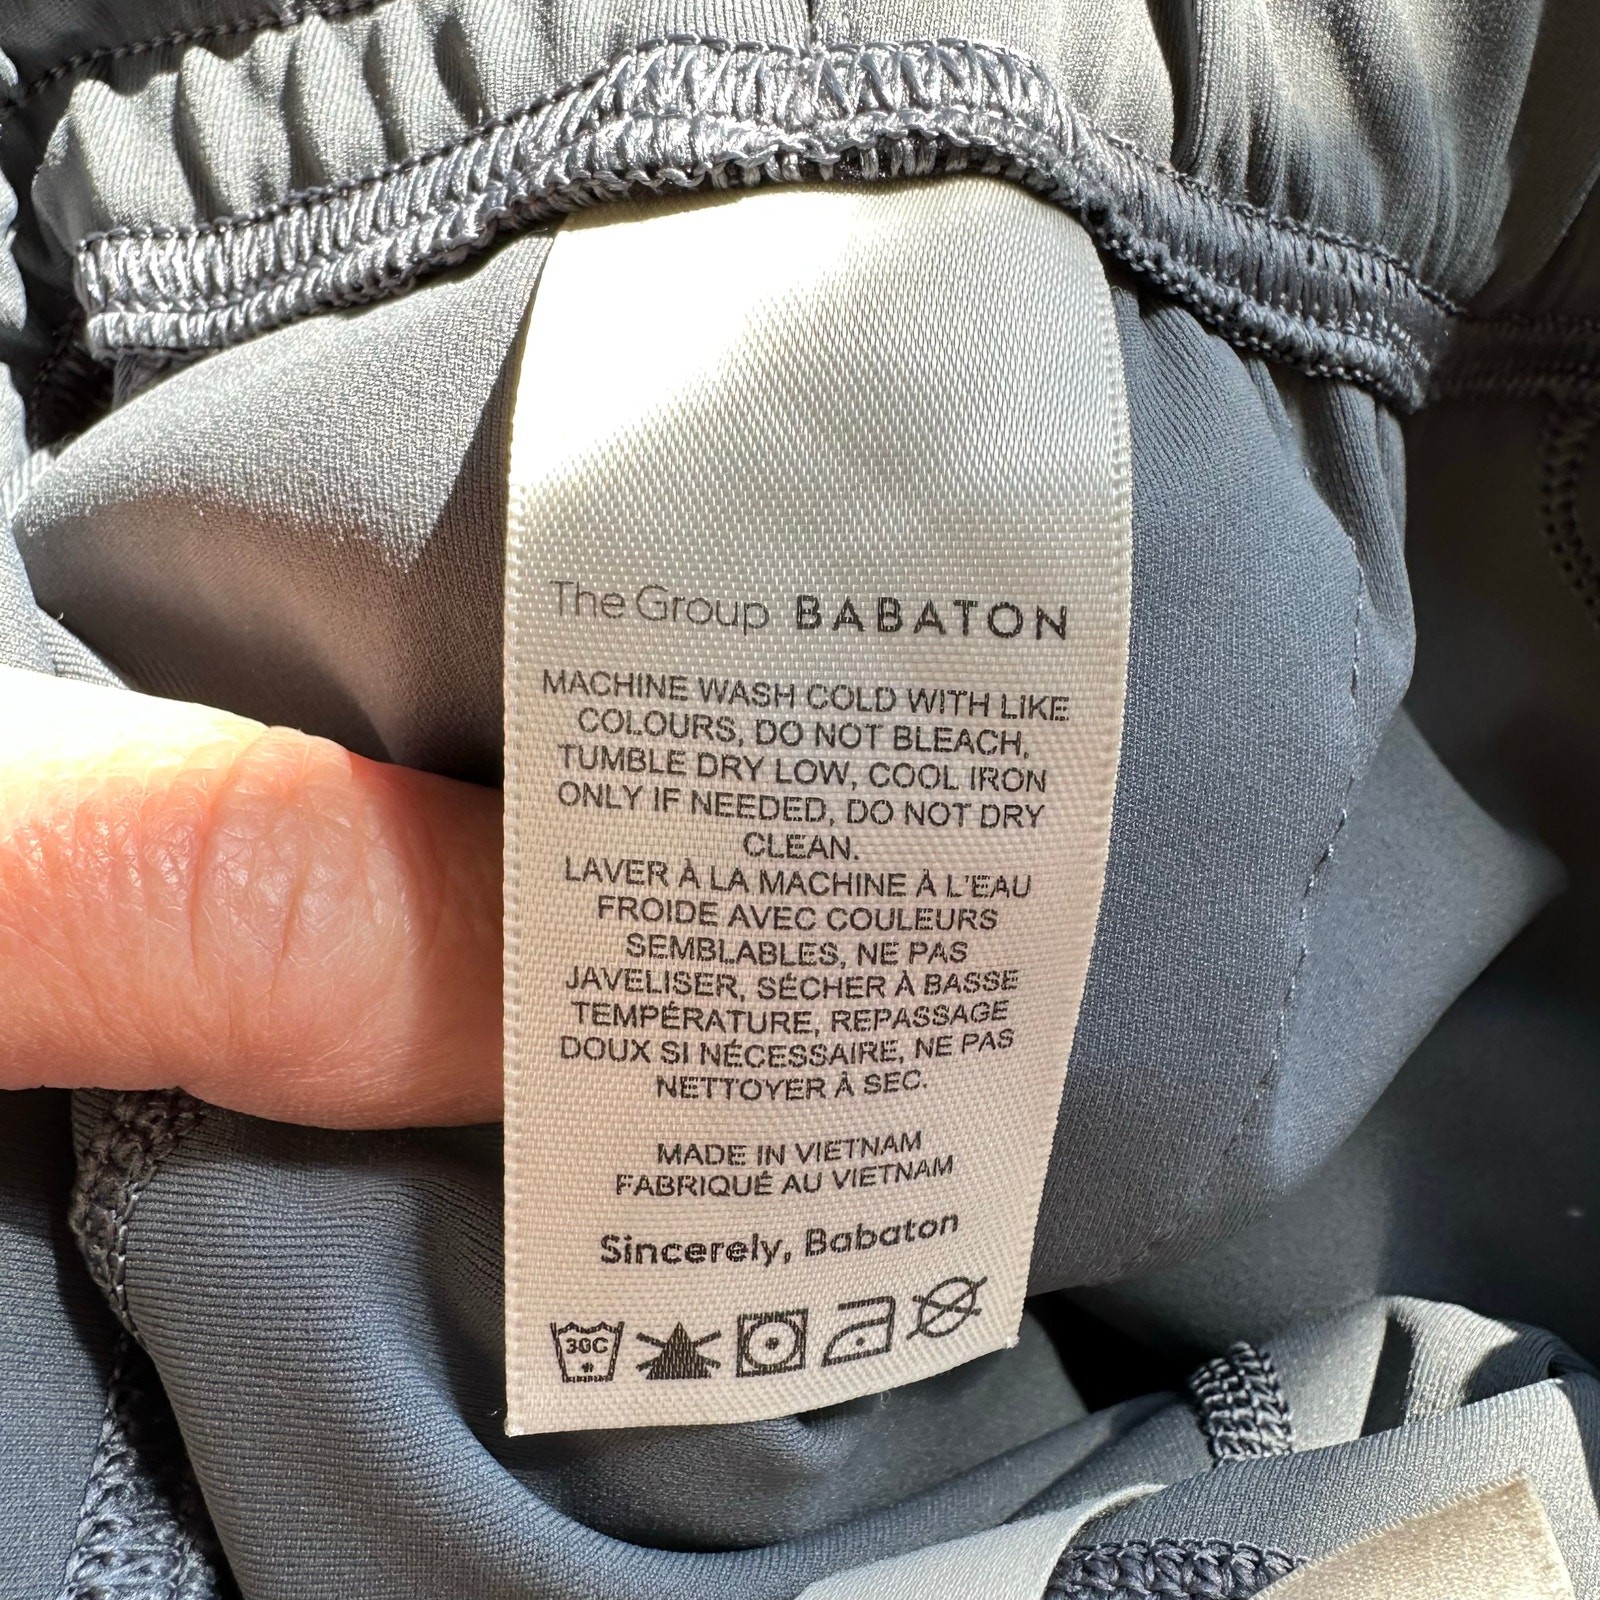 The Group BABATON
MACHINE WASH COLD WITH LIKE
COLOURS, DO NOT BLEACH,
TUMBLE DRY LOW, COOL IRON
ONLY IF NEEDED, DO NOT DRY
CLEAN.
LAVER À LA MACHINE À L'EAU
FROIDE AVEC COULEURS
SEMBLABLES, NE PAS
JAVELISER, SÉCHER À BASSE
TEMPÉRATURE, REPASSAGE
DOUX SI NÉCESSAIRE, NE PAS
NETTOYER À SEC.
MADE IN VIETNAM
FABRIQUÉ AU VIETNAM
Sincerely, Babaton
30C